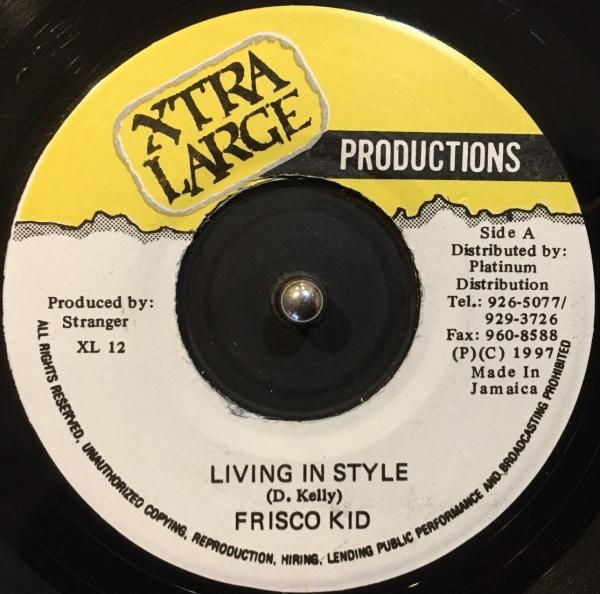 XTRA
LARGE
PRODUCTIONS
Side A
Distributed by:
Platinum
Distribution
Tel.: 926-5077/
929-3726
Fax: 960-8588
(P)(C) 1997
Made In
Jamaica
Produced by:
Stranger
XL 12
LIVING IN STYLE
(D. Kelly)
FRISCO KID
ALL RIGHTS RESERVED, UNAUTHORIZED COPYING, REPRODUCTION, HIRING, LENDING PUBLIC PERFORMANCE AND BROADCASTING PROHIBITED